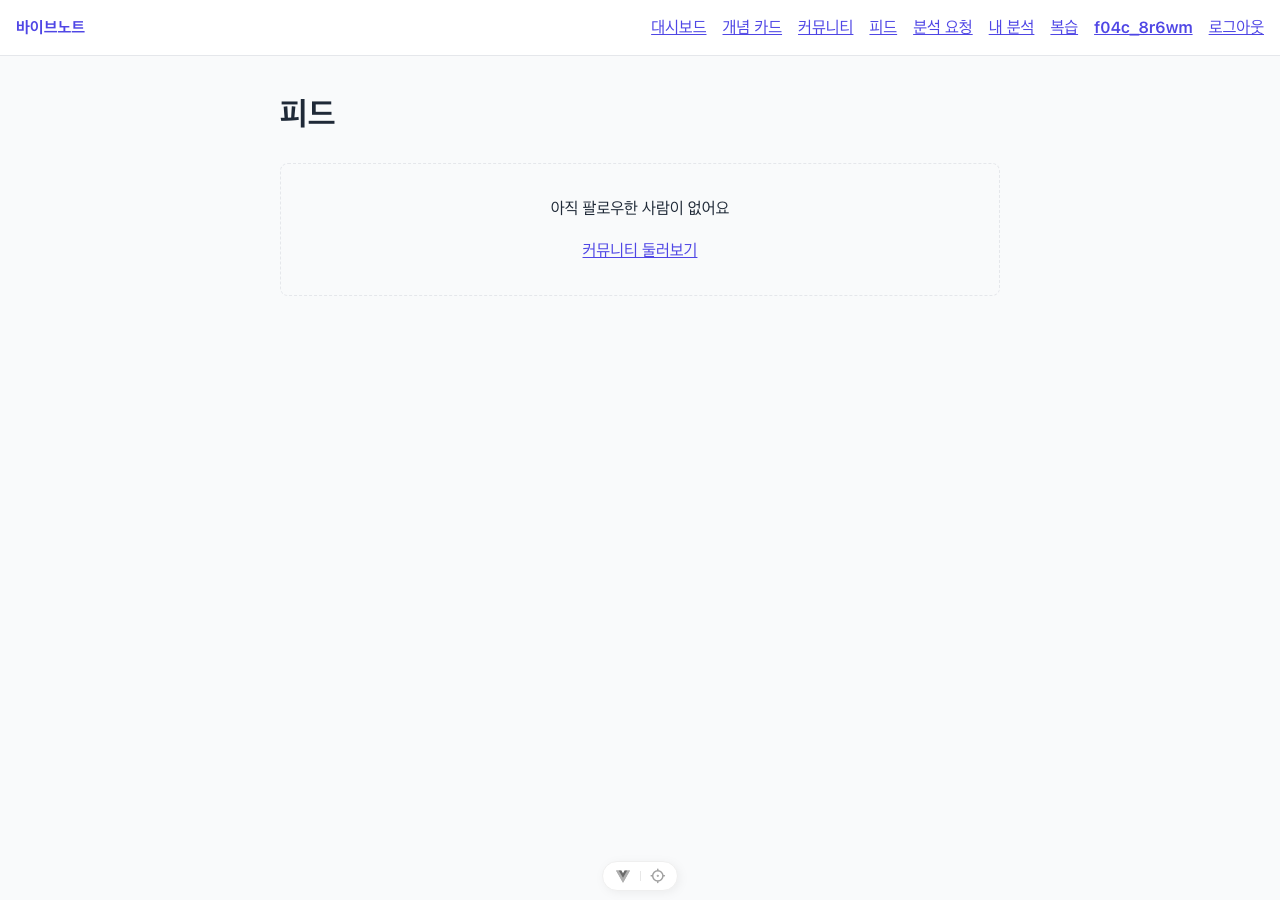 바이브노트
대시보드 개념 카드 커뮤니티 피드 분석 요청 내 분석 복습 f04c_8r6wm 로그아웃
피드
아직 팔로우한 사람이 없어요
커뮤니티 둘러보기